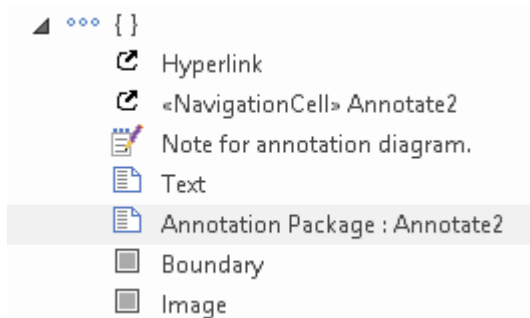 { }
Hyperlink
«NavigationCell» Annotate2
Note for annotation diagram.
Text
Annotation Package : Annotate2
Boundary
Image